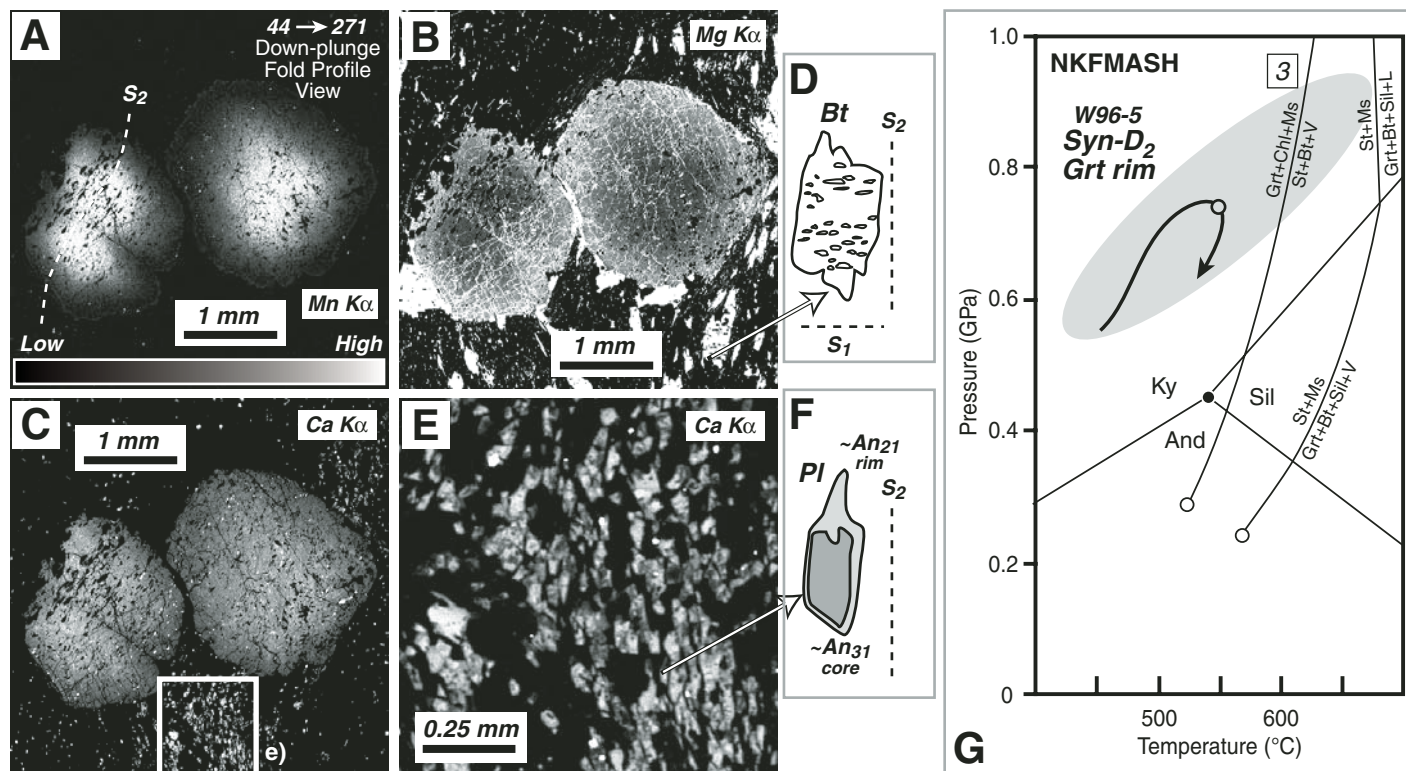 A
44 → 271
Down-plunge
Fold Profile
View
S2
Mn Kα
1 mm
Low
High
B
Mg Kα
1 mm
D
Bt
S2
S1
C
1 mm
Ca Kα
e)
E
Ca Kα
0.25 mm
F
~An21
rim
Pl
S2
~An31
core
G
NKFMASH
3
W96-5
Syn-D2
Grt rim
Grt+Chl+Ms
St+Bt+V
St+Ms
Grt+Bt+Sil+L
Ky
Sil
And
St+Ms
Grt+Bt+Sil+V
Pressure (GPa)
1.0
0.8
0.6
0.4
0.2
0
500
600
Temperature (°C)